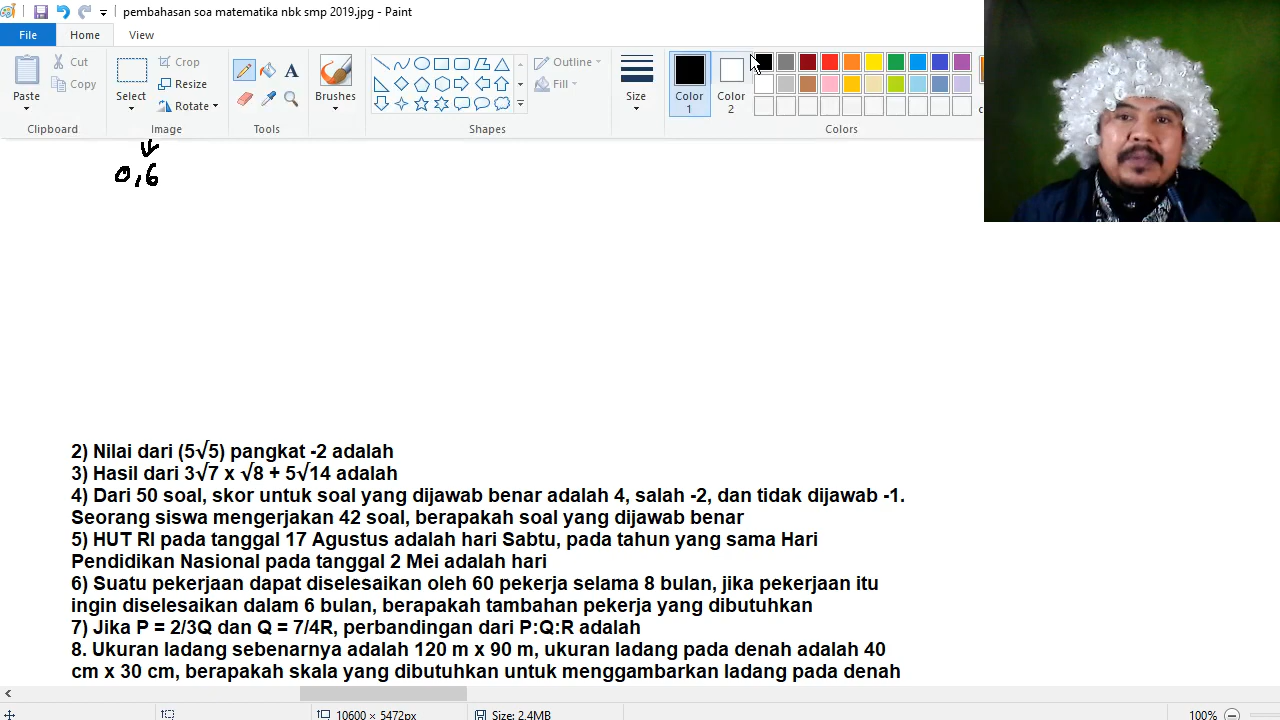 pembahasan soa matematika nbk smp 2019.jpg - Paint
File Home View
Paste
Cut
Copy
Clipboard
Select
Crop
Resize
Rotate
Image
A
Tools
Brushes
Shapes
Outline
Fill
Size
Color 1
Color 2
Colors
0,6
2) Nilai dari (5√5) pangkat -2 adalah
3) Hasil dari 3√7 x √8 + 5√14 adalah
4) Dari 50 soal, skor untuk soal yang dijawab benar adalah 4, salah -2, dan tidak dijawab -1.
Seorang siswa mengerjakan 42 soal, berapakah soal yang dijawab benar
5) HUT RI pada tanggal 17 Agustus adalah hari Sabtu, pada tahun yang sama Hari
Pendidikan Nasional pada tanggal 2 Mei adalah hari
6) Suatu pekerjaan dapat diselesaikan oleh 60 pekerja selama 8 bulan, jika pekerjaan itu
ingin diselesaikan dalam 6 bulan, berapakah tambahan pekerja yang dibutuhkan
7) Jika P = 2/3Q dan Q = 7/4R, perbandingan dari P:Q:R adalah
8. Ukuran ladang sebenarnya adalah 120 m x 90 m, ukuran ladang pada denah adalah 40
cm x 30 cm, berapakah skala yang dibutuhkan untuk menggambarkan ladang pada denah
10600 × 5472px
Size: 2.4MB
100%